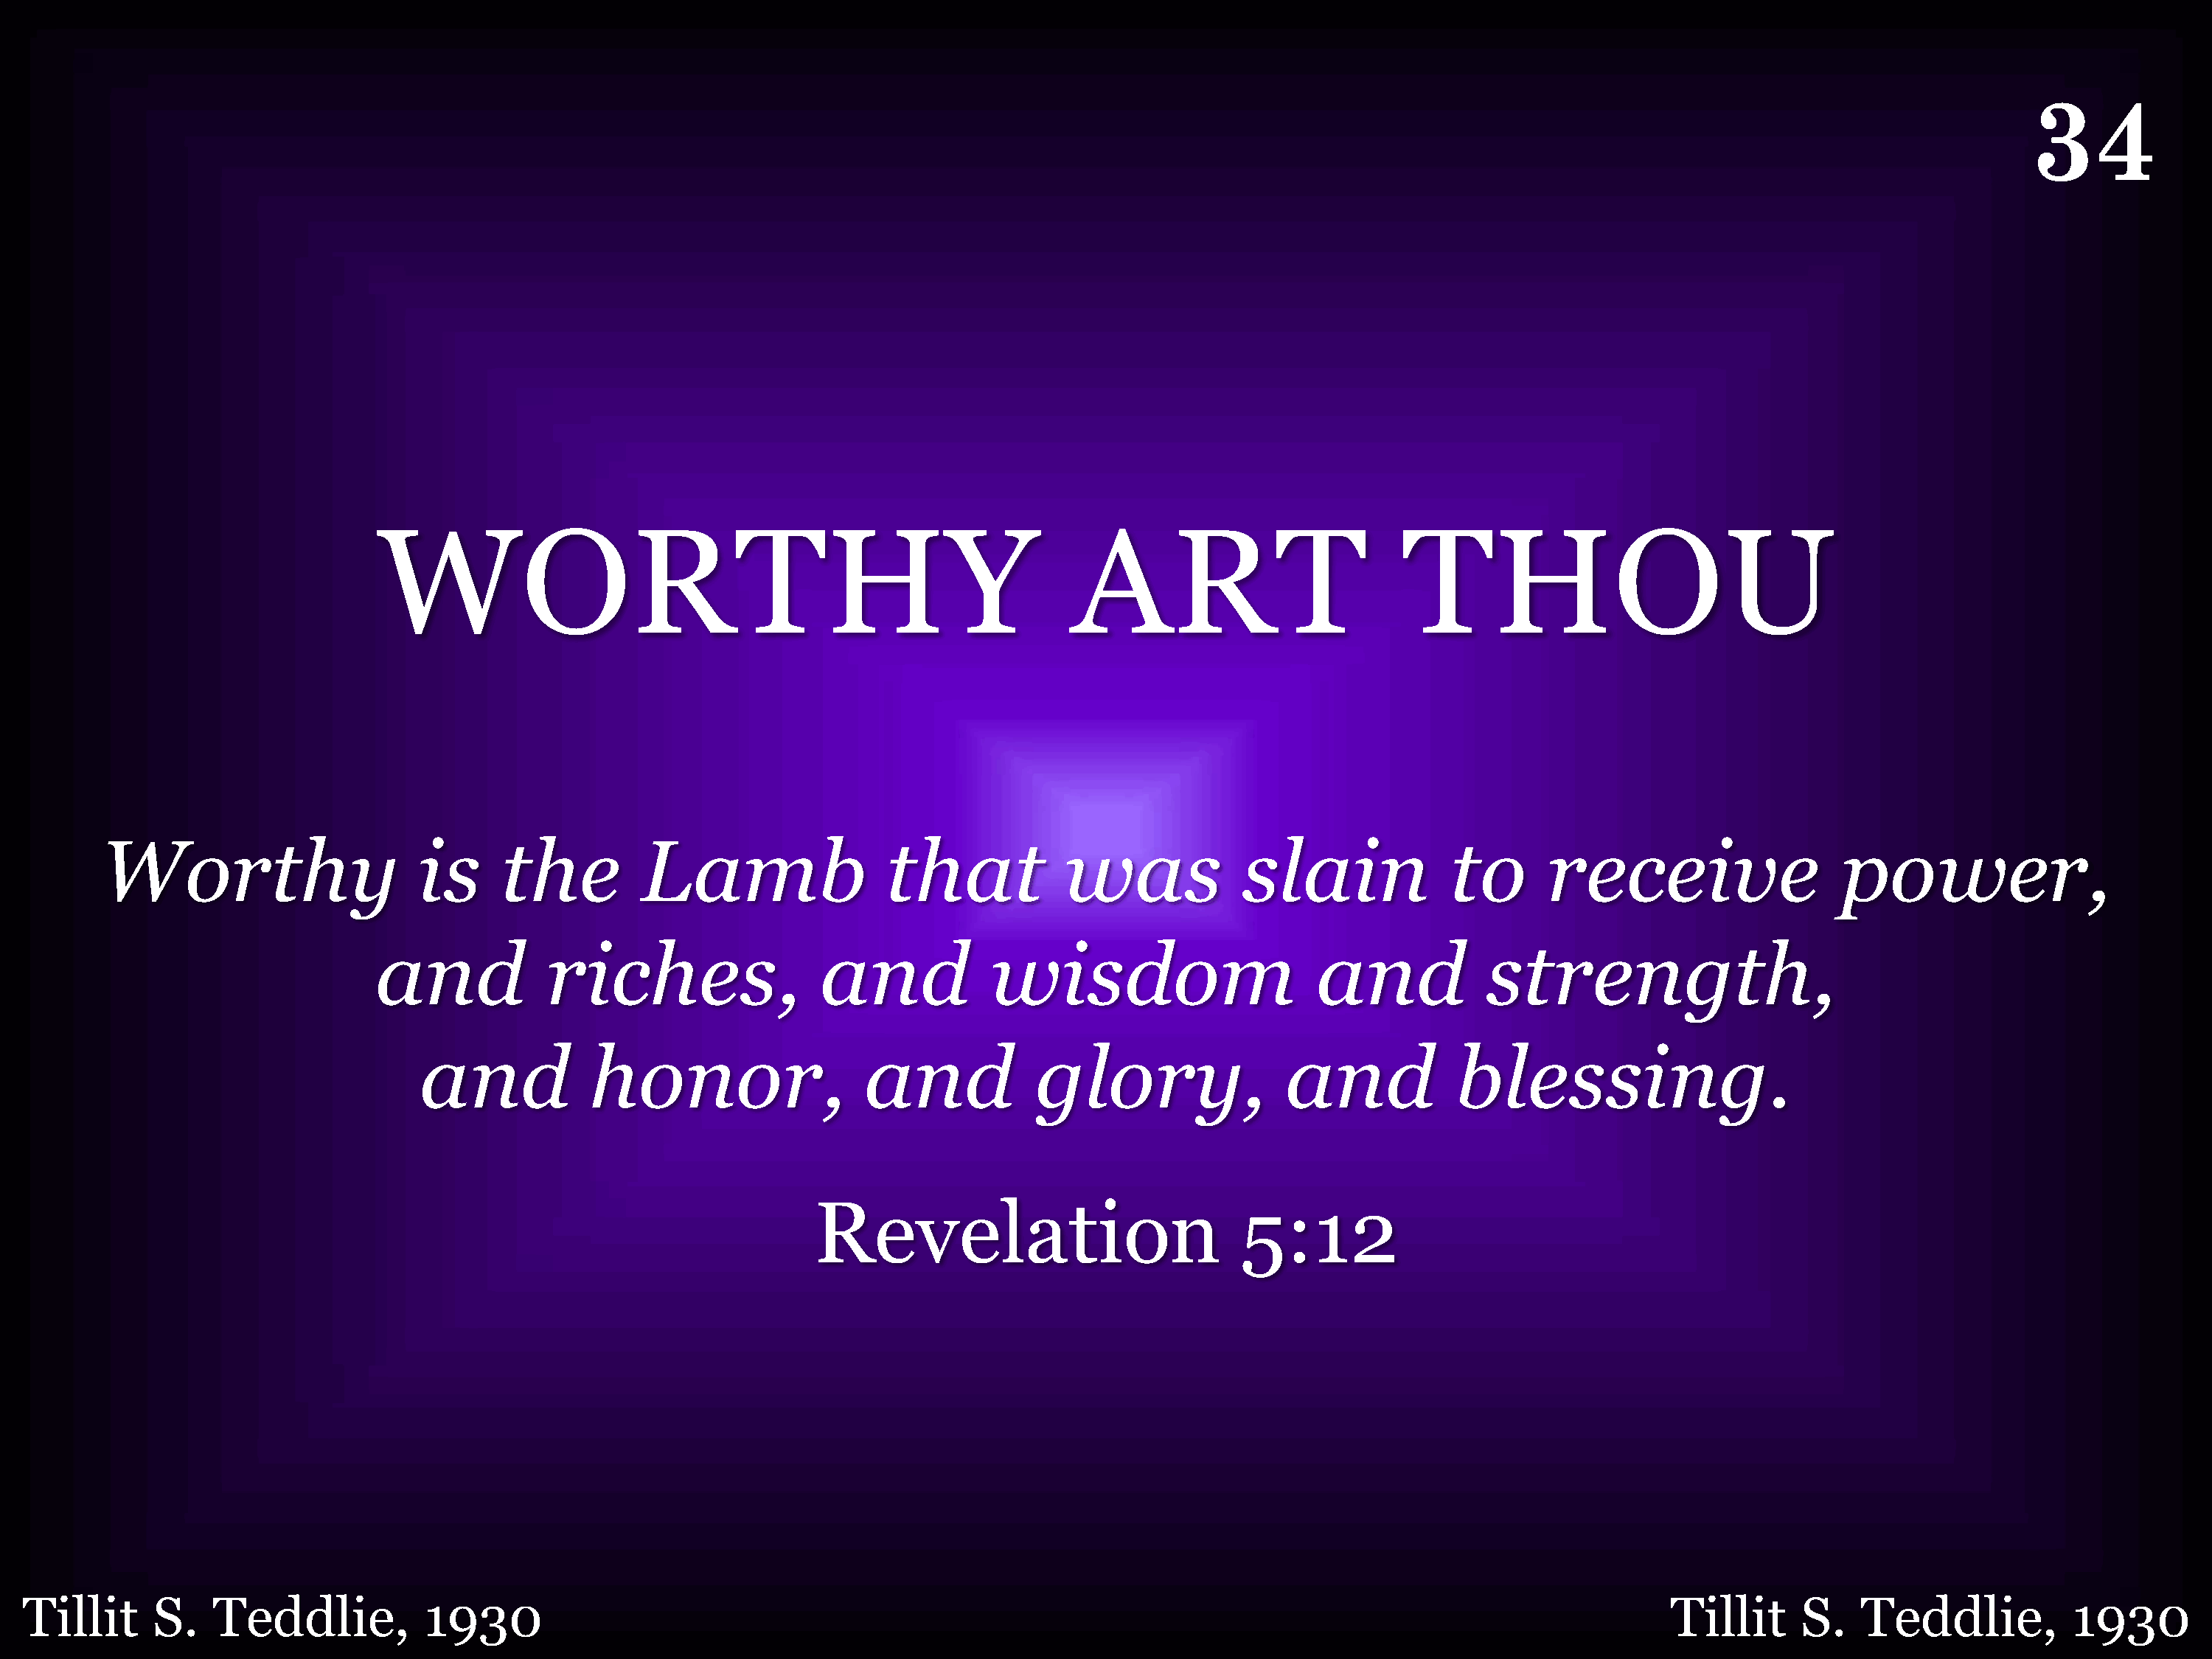 34
WORTHY ART THOU
Worthy is the Lamb that was slain to receive power,
and riches, and wisdom and strength,
and honor, and glory, and blessing.
Revelation 5:12
Tillit S. Teddlie, 1930
Tillit S. Teddlie, 1930